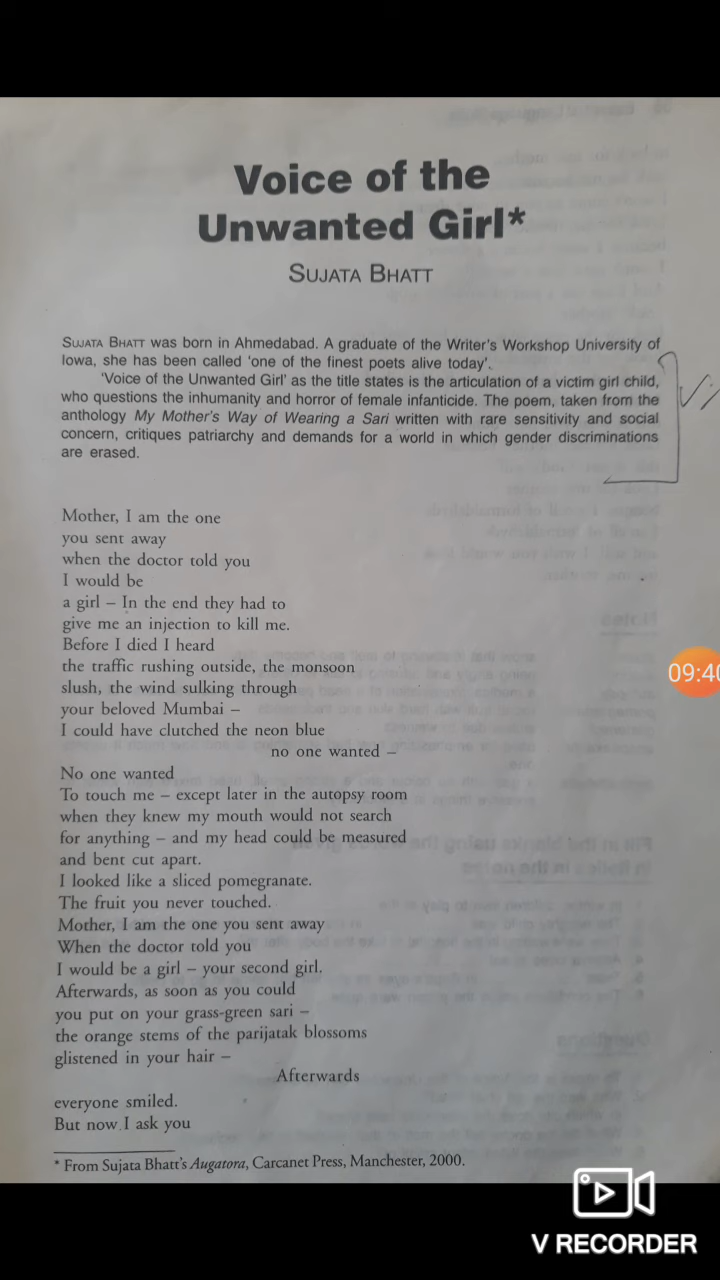 Voice of the
Unwanted Girl*
SUJATA BHATT
SUJATA BHATT was born in Ahmedabad. A graduate of the Writer's Workshop University of
Iowa, she has been called 'one of the finest poets alive today'.
'Voice of the Unwanted Girl' as the title states is the articulation of a victim girl child,
who questions the inhumanity and horror of female infanticide. The poem, taken from the
anthology My Mother's Way of Wearing a Sari written with rare sensitivity and social
concern, critiques patriarchy and demands for a world in which gender discriminations
are erased.
Mother, I am the one
you sent away
when the doctor told you
I would be
a girl – In the end they had to
give me an injection to kill me.
Before I died I heard
the traffic rushing outside, the monsoon
slush, the wind sulking through
your beloved Mumbai –
I could have clutched the neon blue
no one wanted –
No one wanted
To touch me – except later in the autopsy room
when they knew my mouth would not search
for anything – and my head could be measured
and bent cut apart.
I looked like a sliced pomegranate.
The fruit you never touched.
Mother, I am the one you sent away
When the doctor told you
I would be a girl – your second girl.
Afterwards, as soon as you could
you put on your grass-green sari –
the orange stems of the parijatak blossoms
glistened in your hair –
Afterwards
everyone smiled.
But now I ask you
* From Sujata Bhatt's Augatora, Carcanet Press, Manchester, 2000.
09:40
V RECORDER